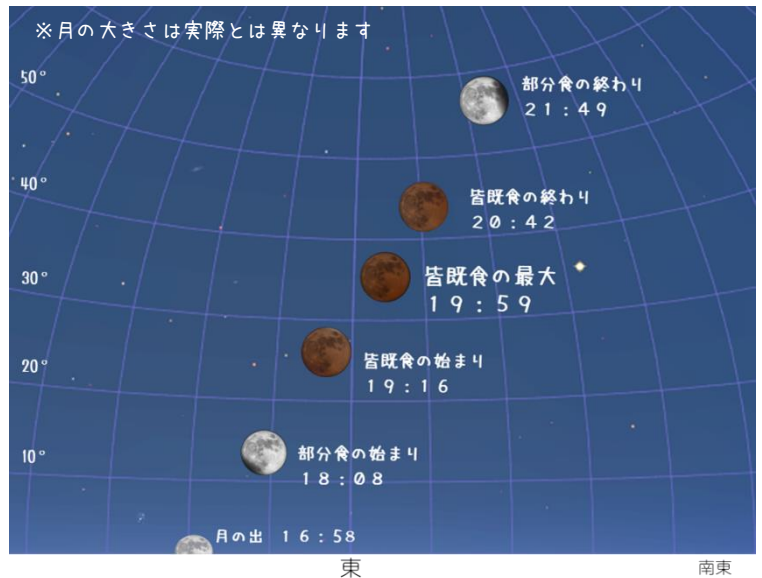 ※月の大きさは実際とは異なります
50°
部分食の終わり
21:49
40°
皆既食の終わり
20:42
30°
皆既食の最大
19:59
20°
皆既食の始まり
19:16
10°
部分食の始まり
18:08
月の出 16:58
東
南東